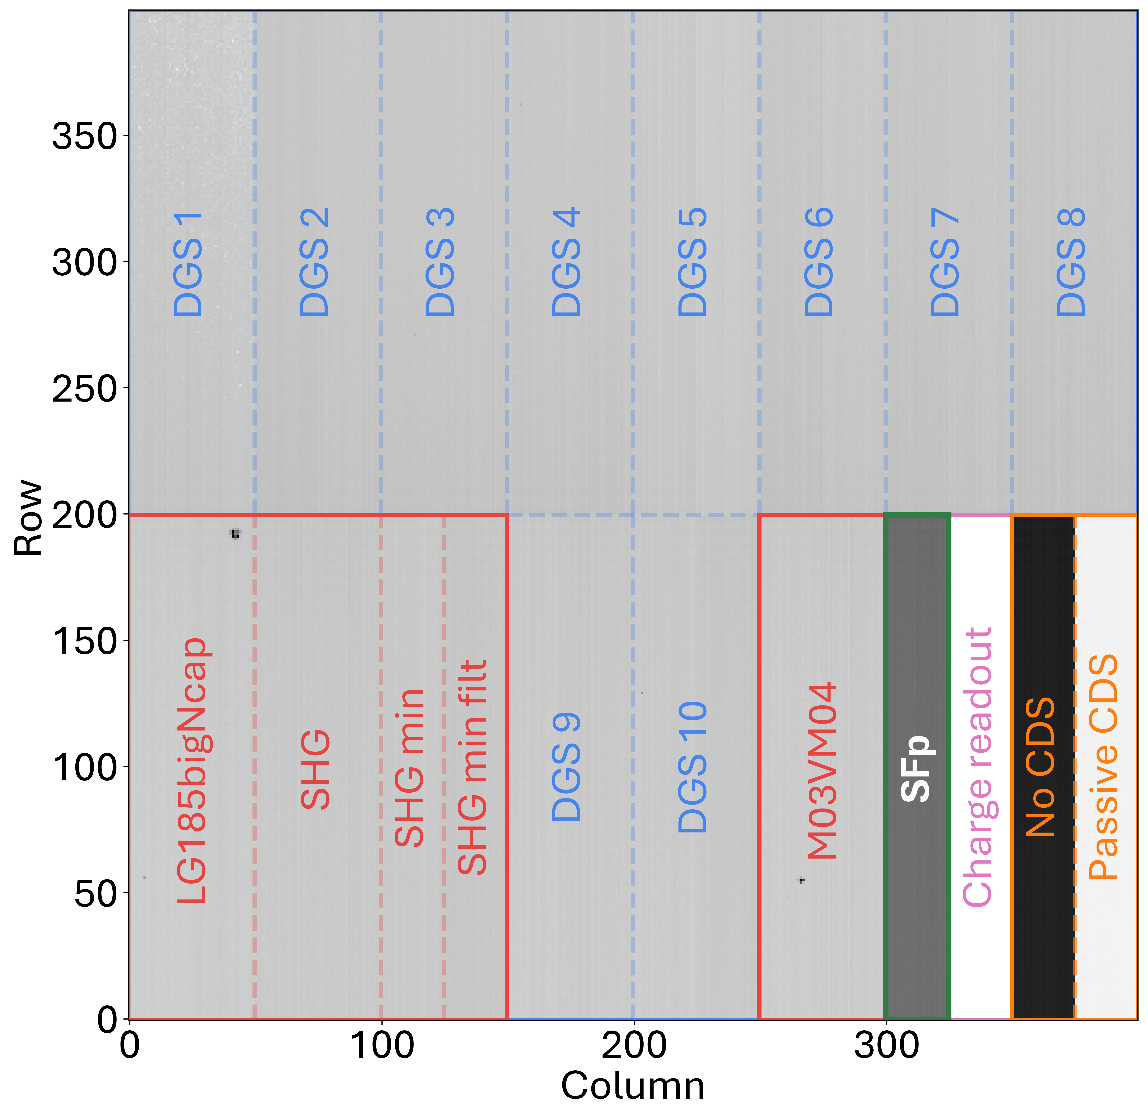 350
300
250
200
150
100
50
0
Row
DGS 1
DGS 2
DGS 3
DGS 4
DGS 5
DGS 6
DGS 7
DGS 8
LG185bigNcap
SHG
SHG min
SHG min filt
DGS 9
DGS 10
M03VM04
SFp
Charge readout
No CDS
Passive CDS
0
100
200
300
Column